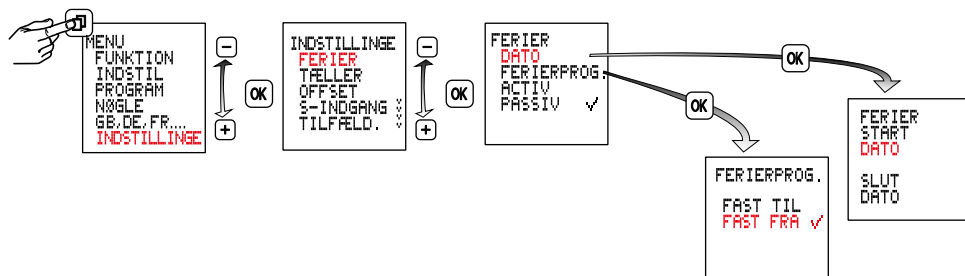 MENU
FUNKTION
INDSTIL
PROGRAM
NØGLE
GB,DE,FR....
INDSTILLINGE
−
+
OK
INDSTILLINGE
FERIER
TÆLLER
OFFSET
S-INDGANG
TILFÆLD.
−
+
OK
FERIER
DATO
FERIERPROG.
ACTIV
PASSIV ✓
OK
OK
FERIERPROG.
FAST TIL
FAST FRA ✓
FERIER
START
DATO
SLUT
DATO